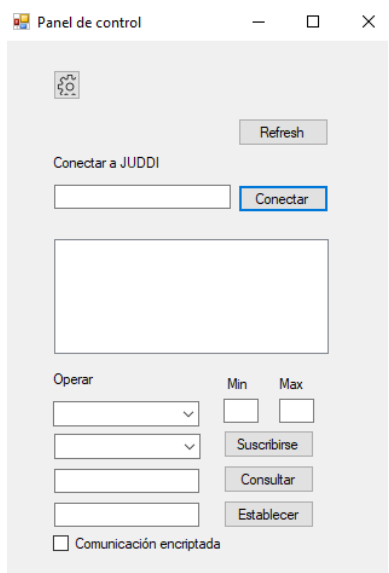 Panel de control
Refresh
Conectar a JUDDI
Conectar
Operar
Min Max
Suscribirse
Consultar
Establecer
Comunicación encriptada